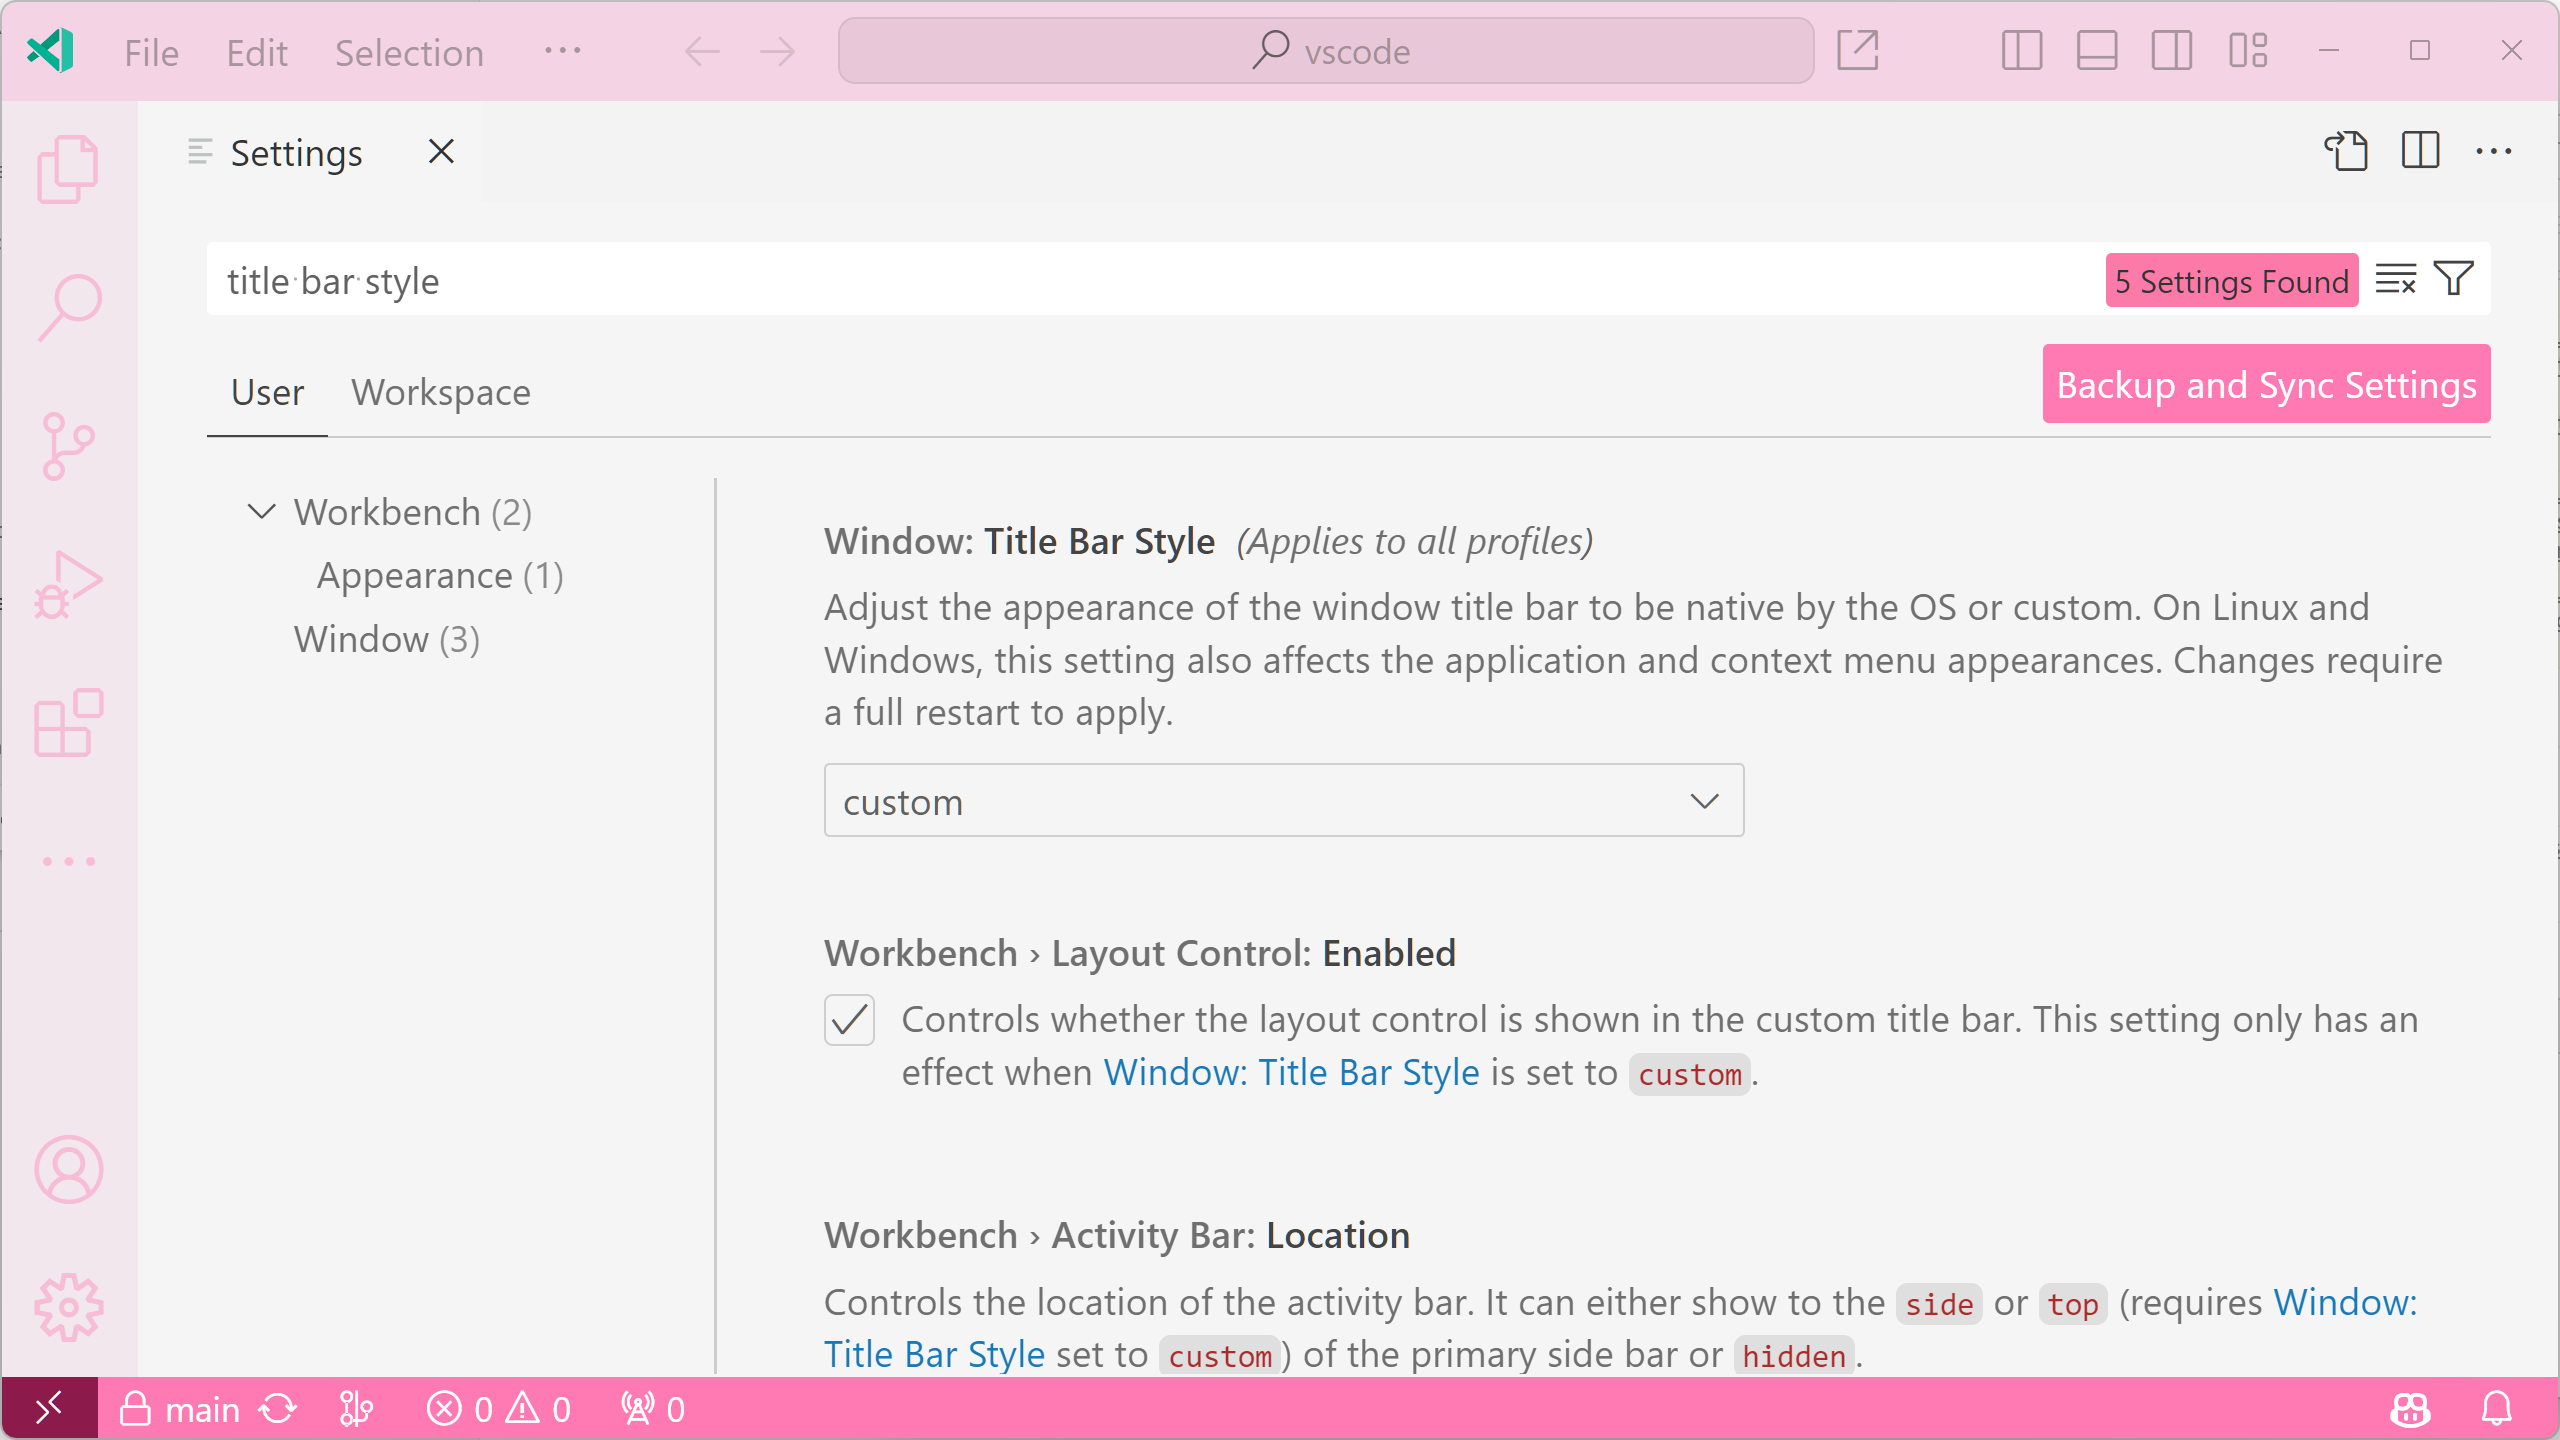 File Edit Selection ··· vscode
Settings
title·bar·style 5 Settings Found
User Workspace Backup and Sync Settings
Workbench (2)
Appearance (1)
Window (3)
Window: Title Bar Style (Applies to all profiles)
Adjust the appearance of the window title bar to be native by the OS or custom. On Linux and
Windows, this setting also affects the application and context menu appearances. Changes require
a full restart to apply.
custom
Workbench › Layout Control: Enabled
Controls whether the layout control is shown in the custom title bar. This setting only has an
effect when Window: Title Bar Style is set to custom.
Workbench › Activity Bar: Location
Controls the location of the activity bar. It can either show to the side or top (requires Window:
Title Bar Style set to custom) of the primary side bar or hidden.
main 0 0 0